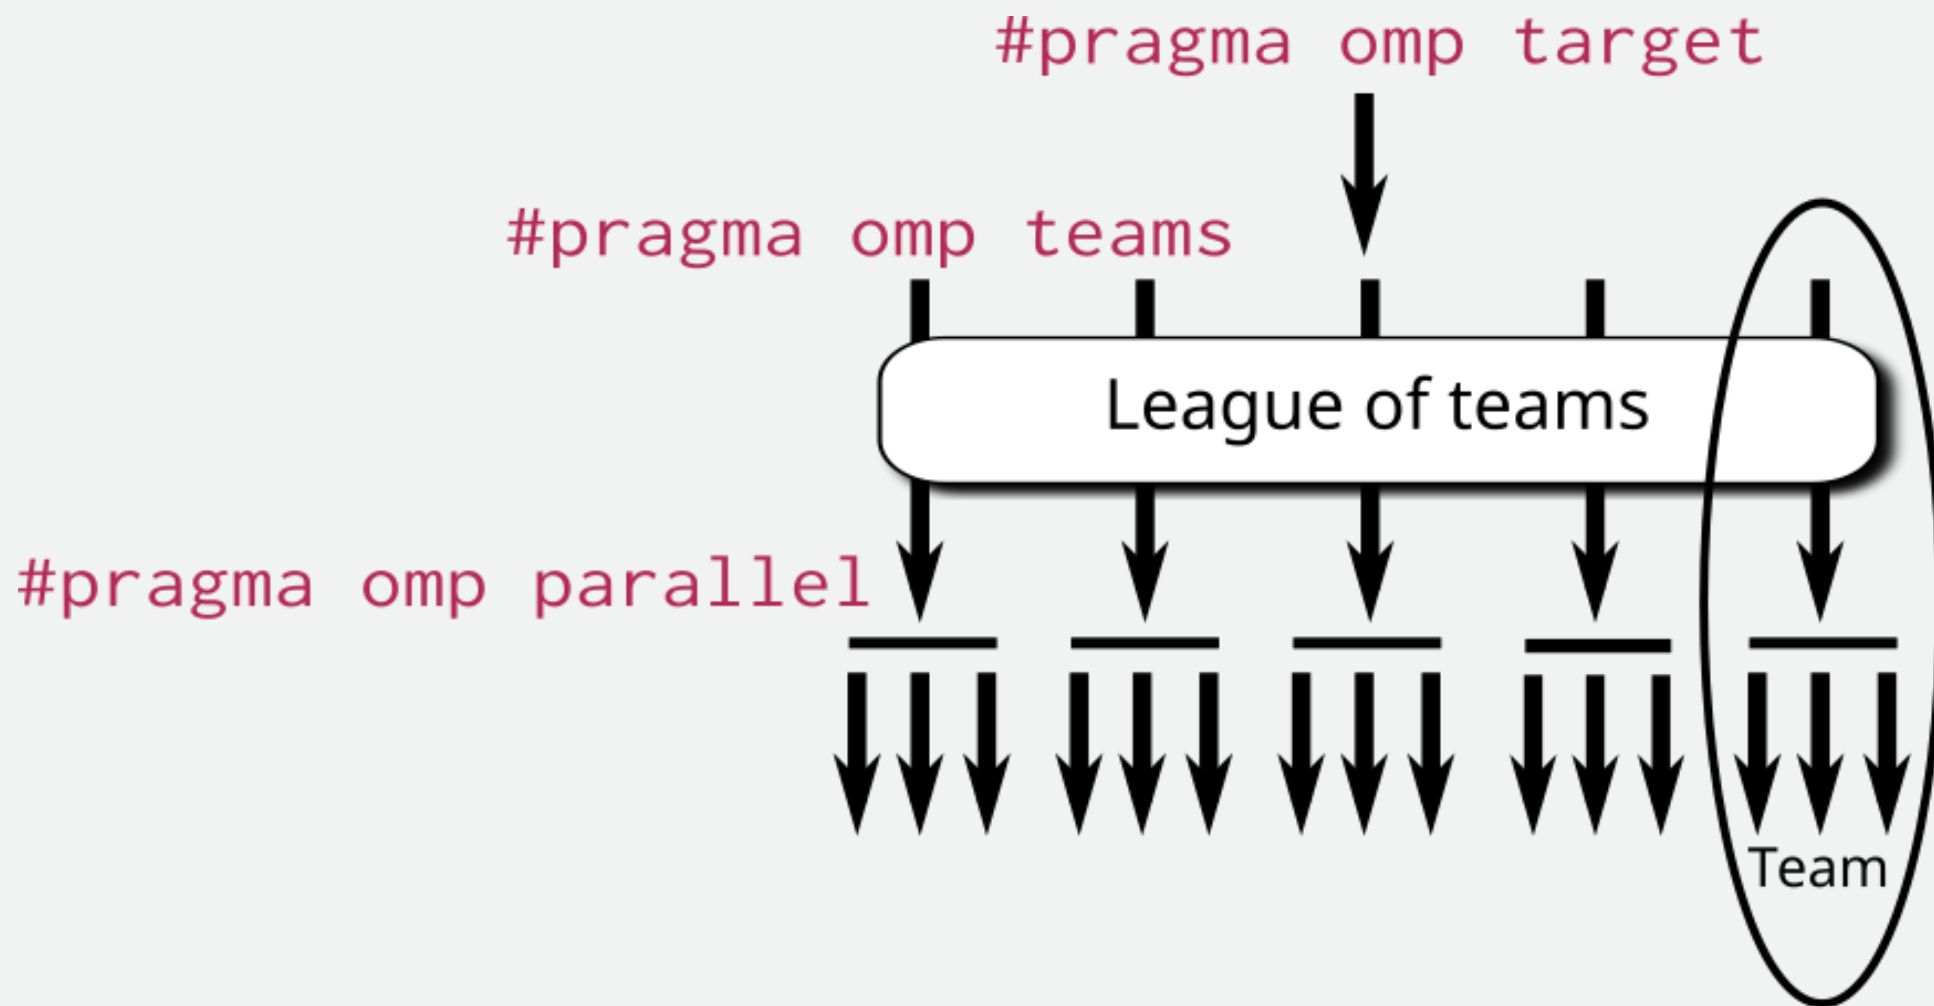 #pragma omp target
#pragma omp teams
League of teams
#pragma omp parallel
Team